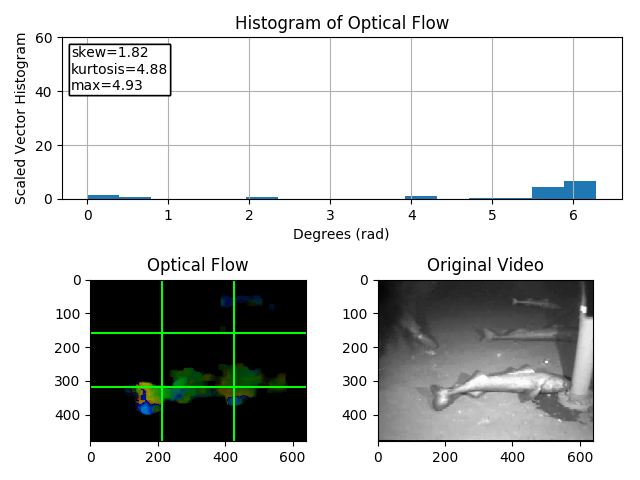 Histogram of Optical Flow
60
40
20
0
Scaled Vector Histogram
skew=1.82
kurtosis=4.88
max=4.93
0 1 2 3 4 5 6
Degrees (rad)
Optical Flow
0
100
200
300
400
0 200 400 600
Original Video
0
100
200
300
400
0 200 400 600